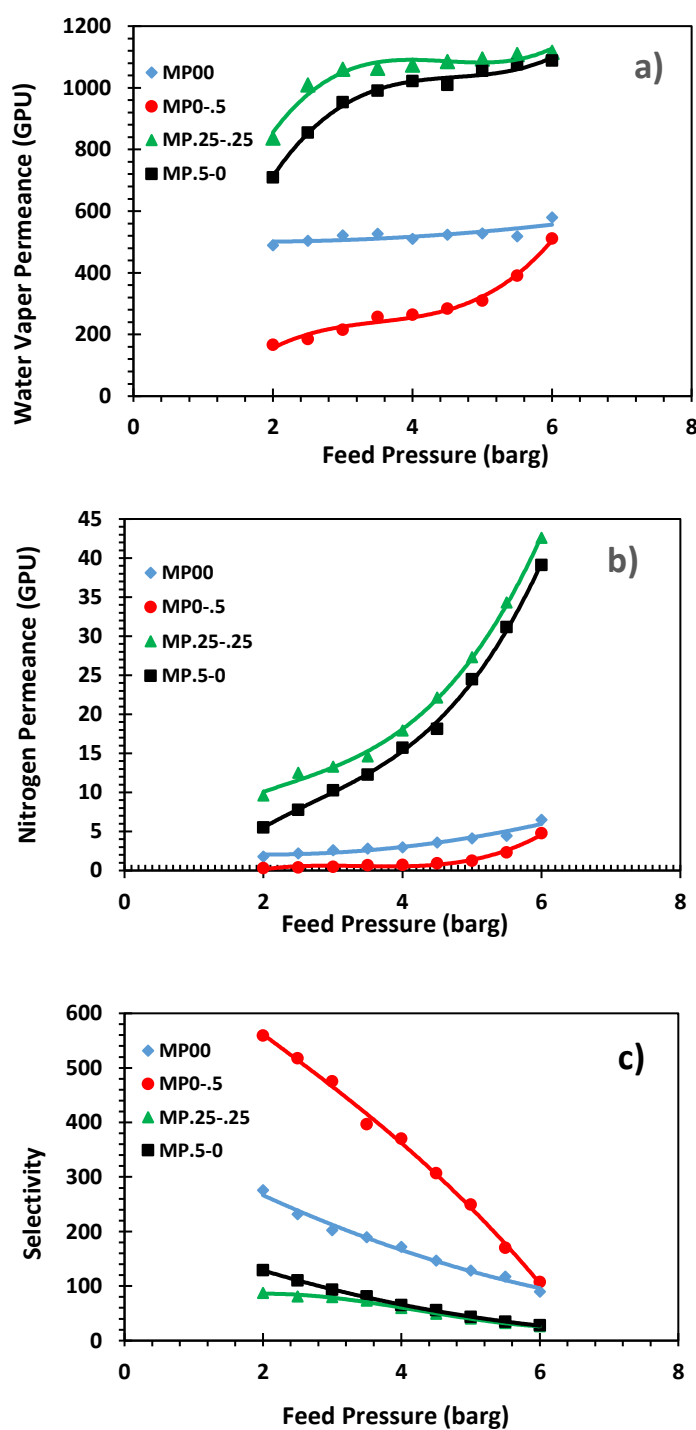 1200
1000
800
600
400
200
0
Water Vaper Permeance (GPU)
a)
MP00
MP0-.5
MP.25-.25
MP.5-0
0
2
4
6
8
Feed Pressure (barg)
45
40
35
30
25
20
15
10
5
0
Nitrogen Permeance (GPU)
b)
MP00
MP0-.5
MP.25-.25
MP.5-0
0
2
4
6
8
Feed Pressure (barg)
600
500
400
300
200
100
0
Selectivity
c)
MP00
MP0-.5
MP.25-.25
MP.5-0
0
2
4
6
8
Feed Pressure (barg)